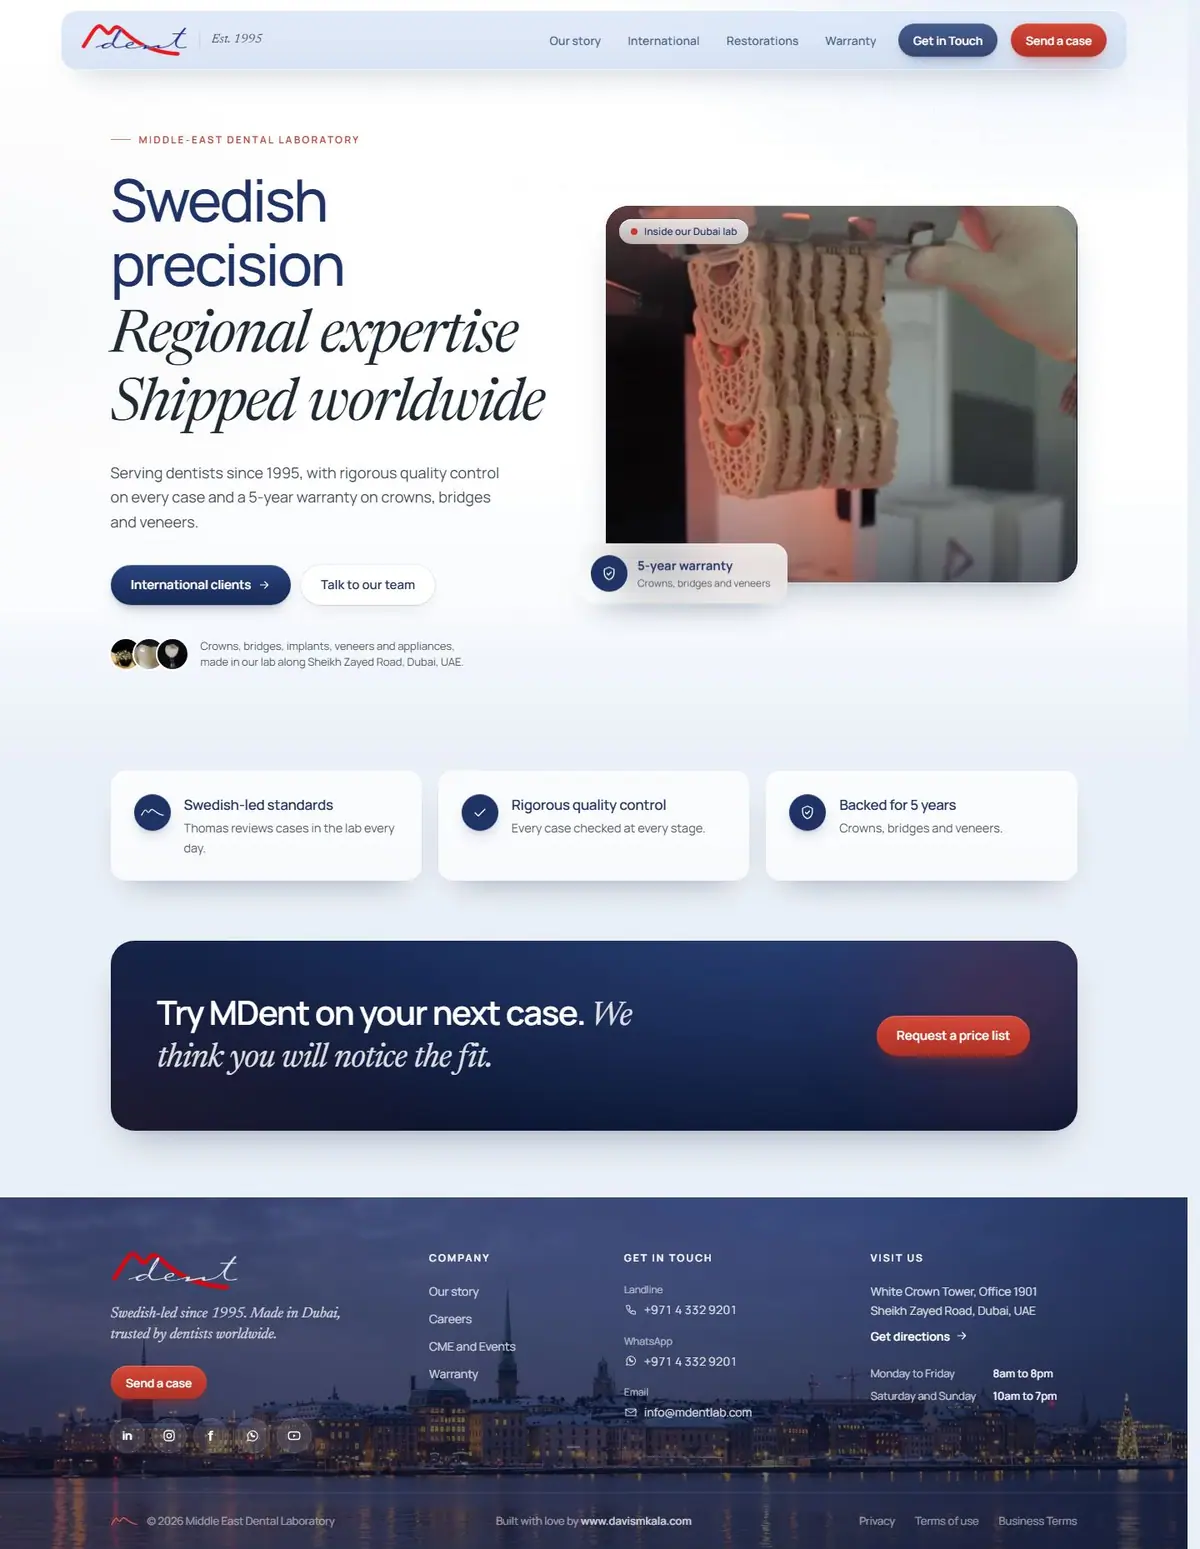 Mdent
Est. 1995
Our story
International
Restorations
Warranty
Get in Touch
Send a case
MIDDLE-EAST DENTAL LABORATORY
Swedish
precision
Regional expertise
Shipped worldwide
Inside our Dubai lab
Serving dentists since 1995, with rigorous quality control
on every case and a 5-year warranty on crowns, bridges
and veneers.
5-year warranty
Crowns, bridges and veneers
International clients →
Talk to our team
Crowns, bridges, implants, veneers and appliances,
made in our lab along Sheikh Zayed Road, Dubai, UAE.
Swedish-led standards
Thomas reviews cases in the lab every
day.
Rigorous quality control
Every case checked at every stage.
Backed for 5 years
Crowns, bridges and veneers.
Try MDent on your next case. We
think you will notice the fit.
Request a price list
Mdent
Swedish-led since 1995. Made in Dubai,
trusted by dentists worldwide.
Send a case
in
f
COMPANY
Our story
Careers
CME and Events
Warranty
GET IN TOUCH
Landline
+971 4 332 9201
WhatsApp
+971 4 332 9201
Email
info@mdentlab.com
VISIT US
White Crown Tower, Office 1901
Sheikh Zayed Road, Dubai, UAE
Get directions →
Monday to Friday 8am to 8pm
Saturday and Sunday 10am to 7pm
© 2026 Middle East Dental Laboratory
Built with love by www.davismkala.com
Privacy
Terms of use
Business Terms